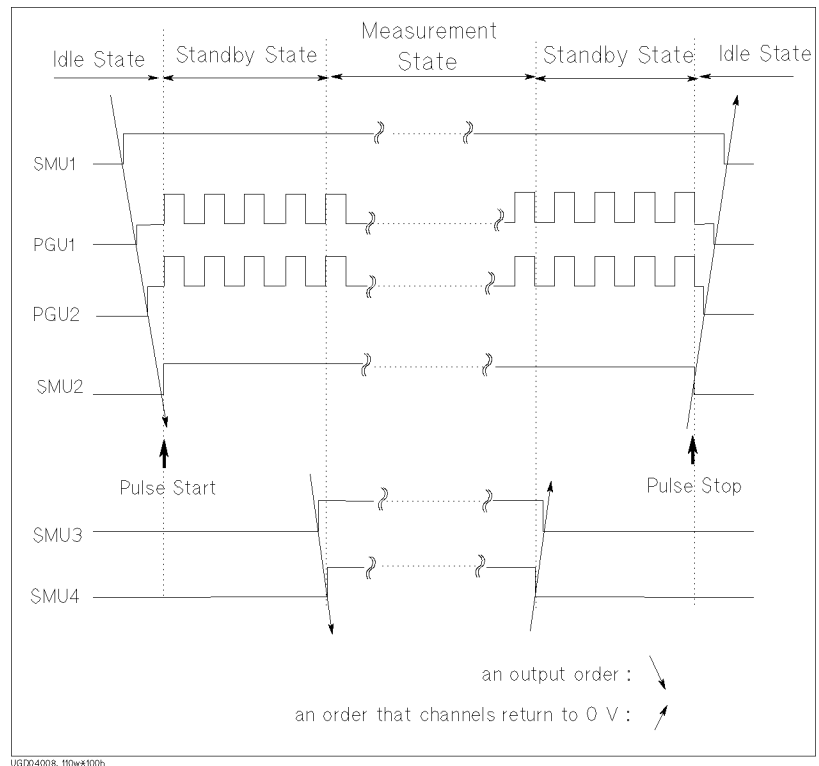 Measurement
Idle State Standby State State Standby State Idle State
SMU1
PGU1
PGU2
SMU2
Pulse Start Pulse Stop
SMU3
SMU4
an output order :
an order that channels return to 0 V :
UGD04008, 110w*100h